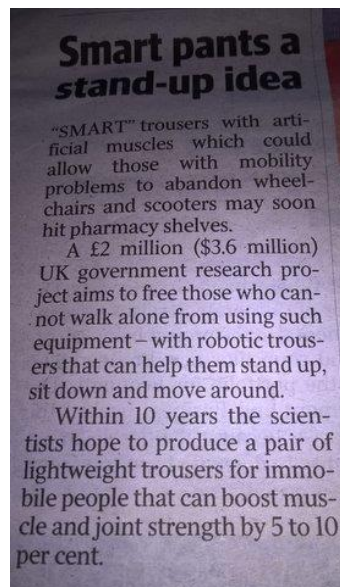 Smart pants a
stand-up idea
"SMART" trousers with arti-
ficial muscles which could
allow those with mobility
problems to abandon wheel-
chairs and scooters may soon
hit pharmacy shelves.
A £2 million ($3.6 million)
UK government research pro-
ject aims to free those who can-
not walk alone from using such
equipment – with robotic trous-
ers that can help them stand up,
sit down and move around.
Within 10 years the scien-
tists hope to produce a pair of
lightweight trousers for immo-
bile people that can boost mus-
cle and joint strength by 5 to 10
per cent.